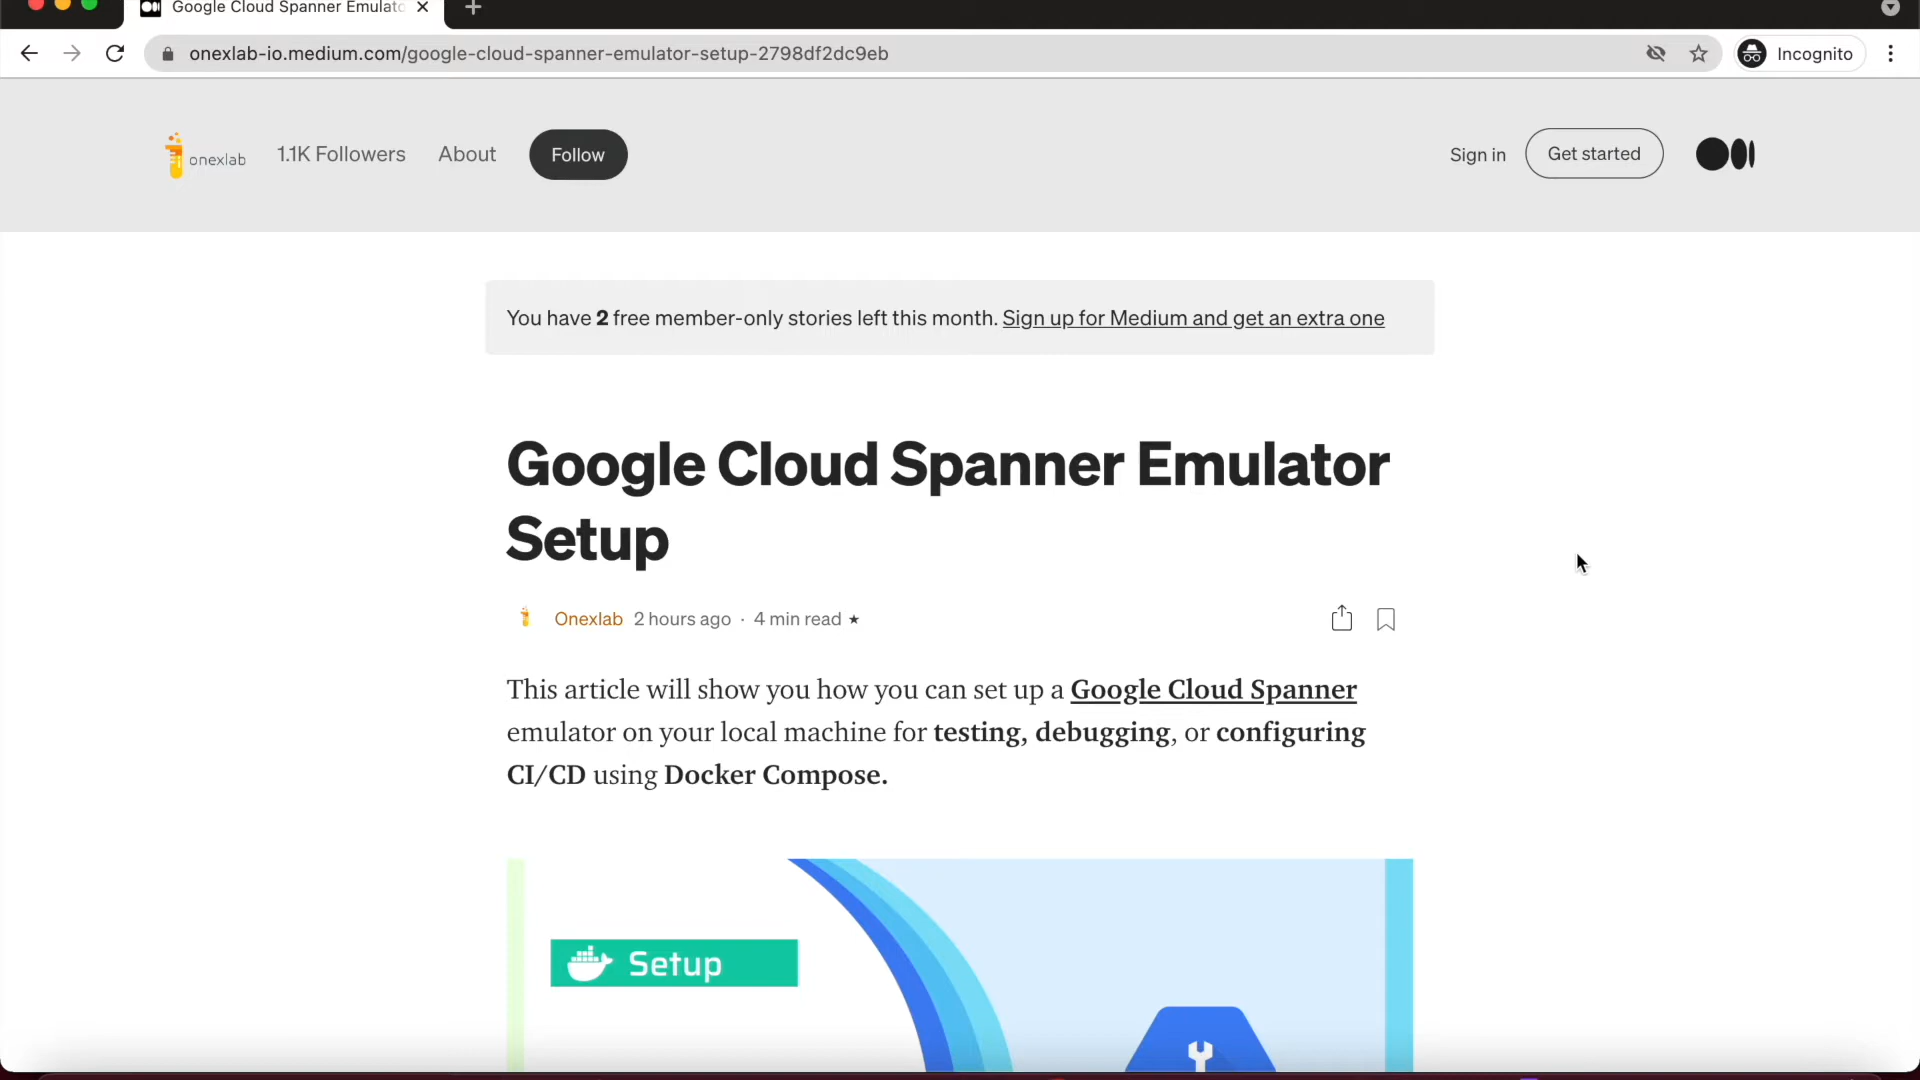 Google Cloud Spanner Emulato
onexlab-io.medium.com/google-cloud-spanner-emulator-setup-2798df2dc9eb
Incognito
onexlab
1.1K Followers
About
Follow
Sign in
Get started
You have 2 free member-only stories left this month. Sign up for Medium and get an extra one
Google Cloud Spanner Emulator
Setup
Onexlab 2 hours ago · 4 min read ★
This article will show you how you can set up a Google Cloud Spanner
emulator on your local machine for testing, debugging, or configuring
CI/CD using Docker Compose.
Setup